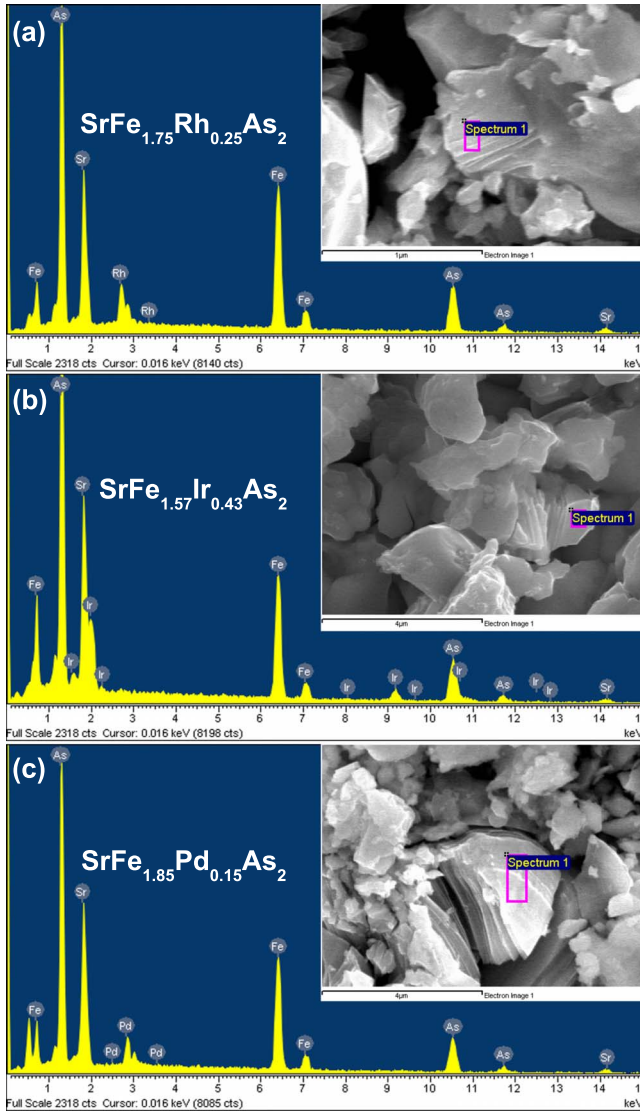 (a)
As
SrFe1.75Rh0.25As2
Sr
Fe
Fe
Rh
Rh
Fe
As
As
Sr
Spectrum 1
1µm
Electron Image 1
1 2 3 4 5 6 7 8 9 10 11 12 13 14 1
Full Scale 2318 cts Cursor: 0.016 keV (8140 cts)
keV
(b)
As
SrFe1.57Ir0.43As2
Sr
Fe
Fe
Ir
Ir
Ir
Fe
Ir
Ir
Ir
As
Ir
As
Ir
Ir
Sr
Spectrum 1
4µm
Electron Image 1
1 2 3 4 5 6 7 8 9 10 11 12 13 14 1
Full Scale 2318 cts Cursor: 0.016 keV (8198 cts)
keV
(c)
As
SrFe1.85Pd0.15As2
Sr
Fe
Fe
Pd
Pd
Pd
Fe
As
As
Sr
Spectrum 1
4µm
Electron Image 1
1 2 3 4 5 6 7 8 9 10 11 12 13 14 1
Full Scale 2318 cts Cursor: 0.016 keV (8085 cts)
keV